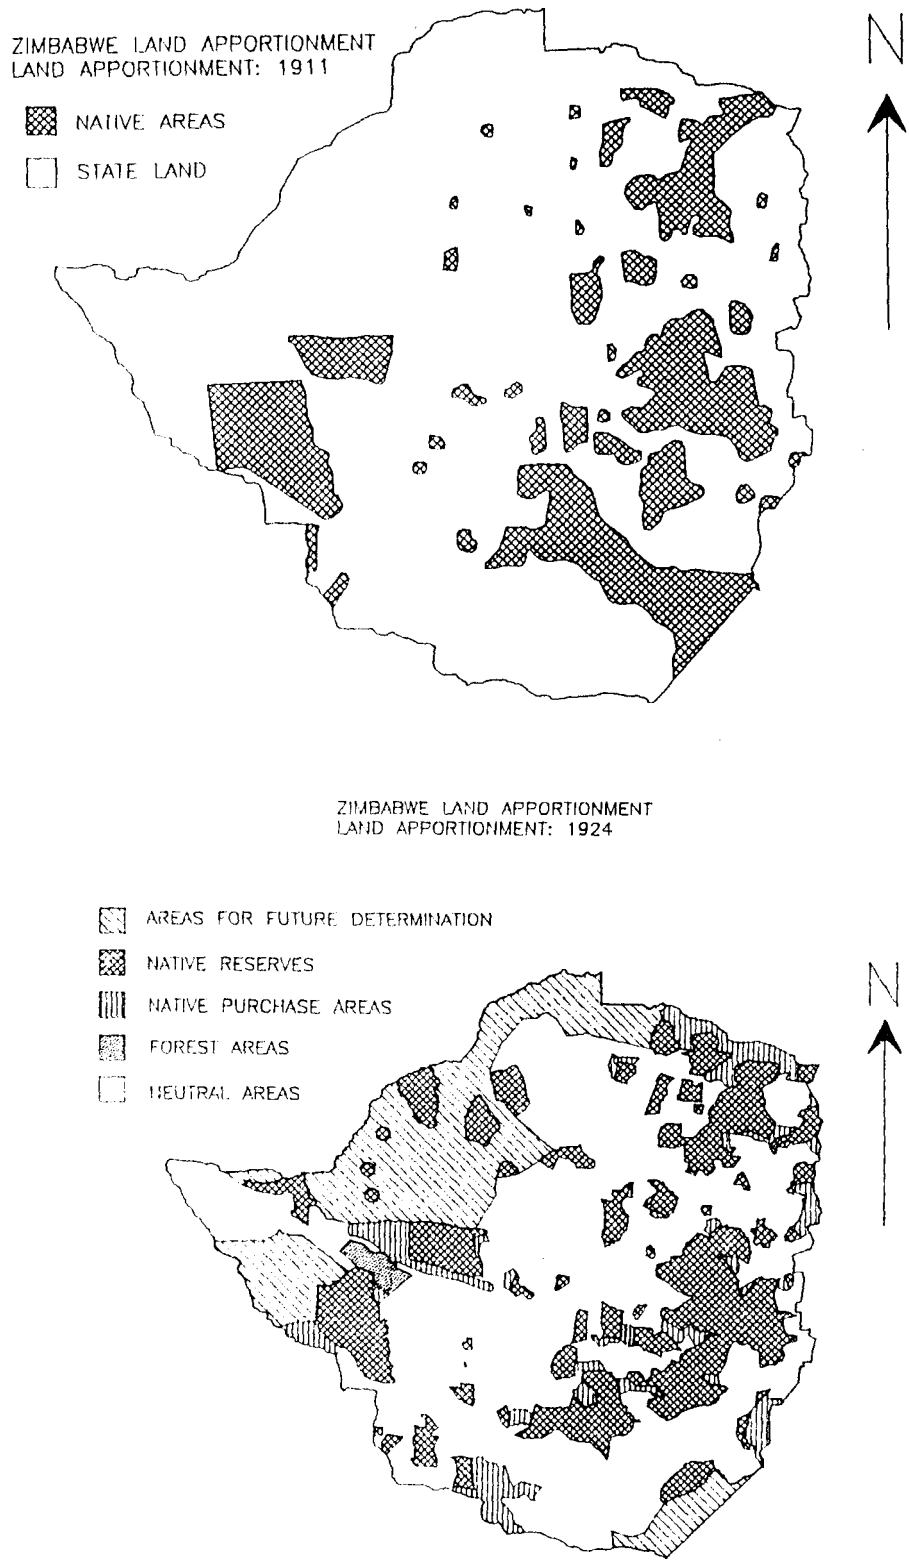 ZIMBABWE LAND APPORTIONMENT
LAND APPORTIONMENT: 1911
NATIVE AREAS
STATE LAND
N
ZIMBABWE LAND APPORTIONMENT
LAND APPORTIONMENT: 1924
AREAS FOR FUTURE DETERMINATION
NATIVE RESERVES
NATIVE PURCHASE AREAS
FOREST AREAS
NEUTRAL AREAS
N